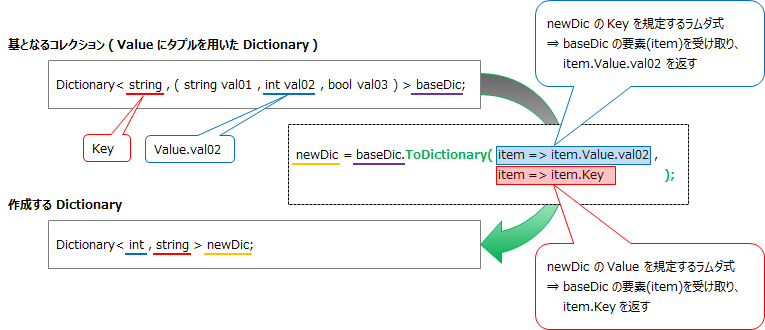 基となるコレクション ( Value にタプルを用いた Dictionary )
Dictionary< string , ( string val01 , int val02 , bool val03 ) > baseDic;
Key
Value.val02
newDic の Key を規定するラムダ式
⇒ baseDic の要素(item)を受け取り、
item.Value.val02 を返す
newDic = baseDic.ToDictionary( item => item.Value.val02 ,
item => item.Key );
作成する Dictionary
Dictionary< int , string > newDic;
newDic の Value を規定するラムダ式
⇒ baseDic の要素(item)を受け取り、
item.Key を返す